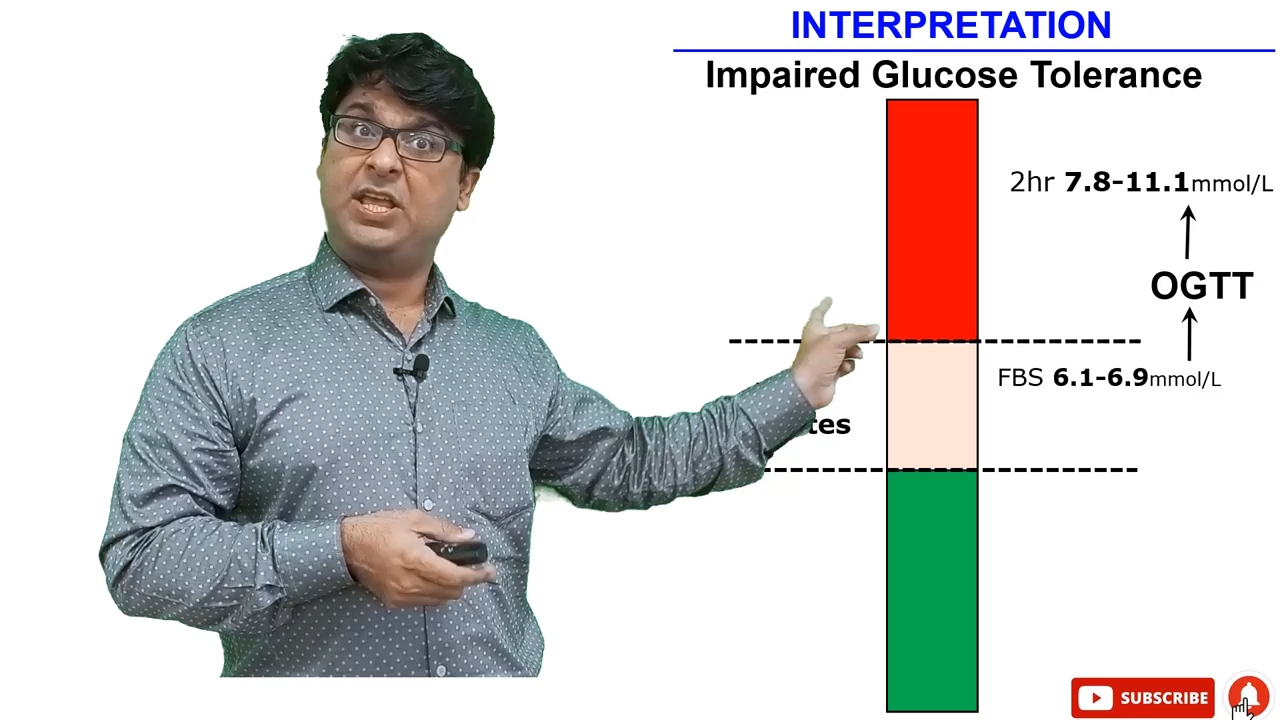 INTERPRETATION
Impaired Glucose Tolerance
2hr 7.8-11.1mmol/L
OGTT
FBS 6.1-6.9mmol/L
SUBSCRIBE